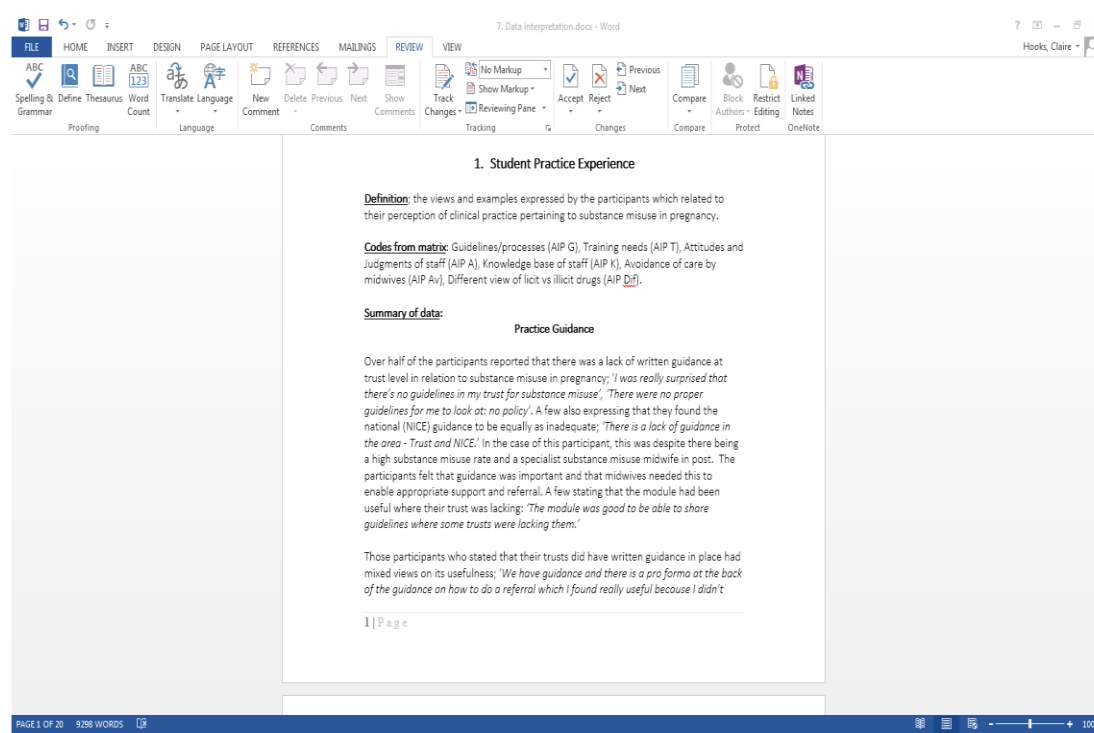 7. Data interpretation.docx - Word
?
FILE HOME INSERT DESIGN PAGE LAYOUT REFERENCES MAILINGS REVIEW VIEW
Hooks, Claire
ABC
Spelling & Grammar
Define
Thesaurus
ABC 123
Word Count
Translate
Language
New Comment
Delete
Previous
Next
Show Comments
Track Changes
No Markup
Show Markup
Reviewing Pane
Accept
Reject
Previous
Next
Compare
Block Authors
Restrict Editing
Linked Notes
Proofing Language Comments Tracking Changes Compare Protect OneNote
1. Student Practice Experience
Definition: the views and examples expressed by the participants which related to
their perception of clinical practice pertaining to substance misuse in pregnancy.
Codes from matrix: Guidelines/processes (AIP G), Training needs (AIP T), Attitudes and
Judgments of staff (AIP A), Knowledge base of staff (AIP K), Avoidance of care by
midwives (AIP Av), Different view of licit vs illicit drugs (AIP Dif).
Summary of data:
Practice Guidance
Over half of the participants reported that there was a lack of written guidance at
trust level in relation to substance misuse in pregnancy; 'I was really surprised that
there's no guidelines in my trust for substance misuse', 'There were no proper
guidelines for me to look at: no policy'. A few also expressing that they found the
national (NICE) guidance to be equally as inadequate; 'There is a lack of guidance in
the area - Trust and NICE.' In the case of this participant, this was despite there being
a high substance misuse rate and a specialist substance misuse midwife in post. The
participants felt that guidance was important and that midwives needed this to
enable appropriate support and referral. A few stating that the module had been
useful where their trust was lacking: 'The module was good to be able to share
guidelines where some trusts were lacking them.'
Those participants who stated that their trusts did have written guidance in place had
mixed views on its usefulness; 'We have guidance and there is a pro forma at the back
of the guidance on how to do a referral which I found really useful because I didn't
1 | Page
PAGE 1 OF 20 9298 WORDS
100